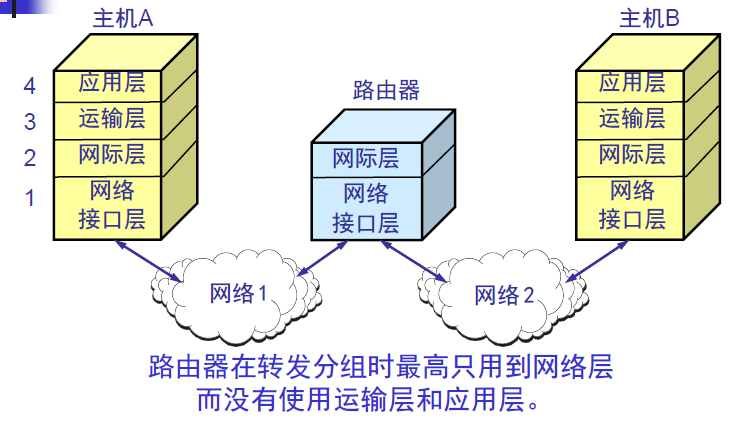 主机A
主机B
4
应用层
3
运输层
2
网际层
1
网络
接口层
路由器
网际层
网络
接口层
应用层
运输层
网际层
网络
接口层
网络1
网络2
路由器在转发分组时最高只用到网络层
而没有使用运输层和应用层。